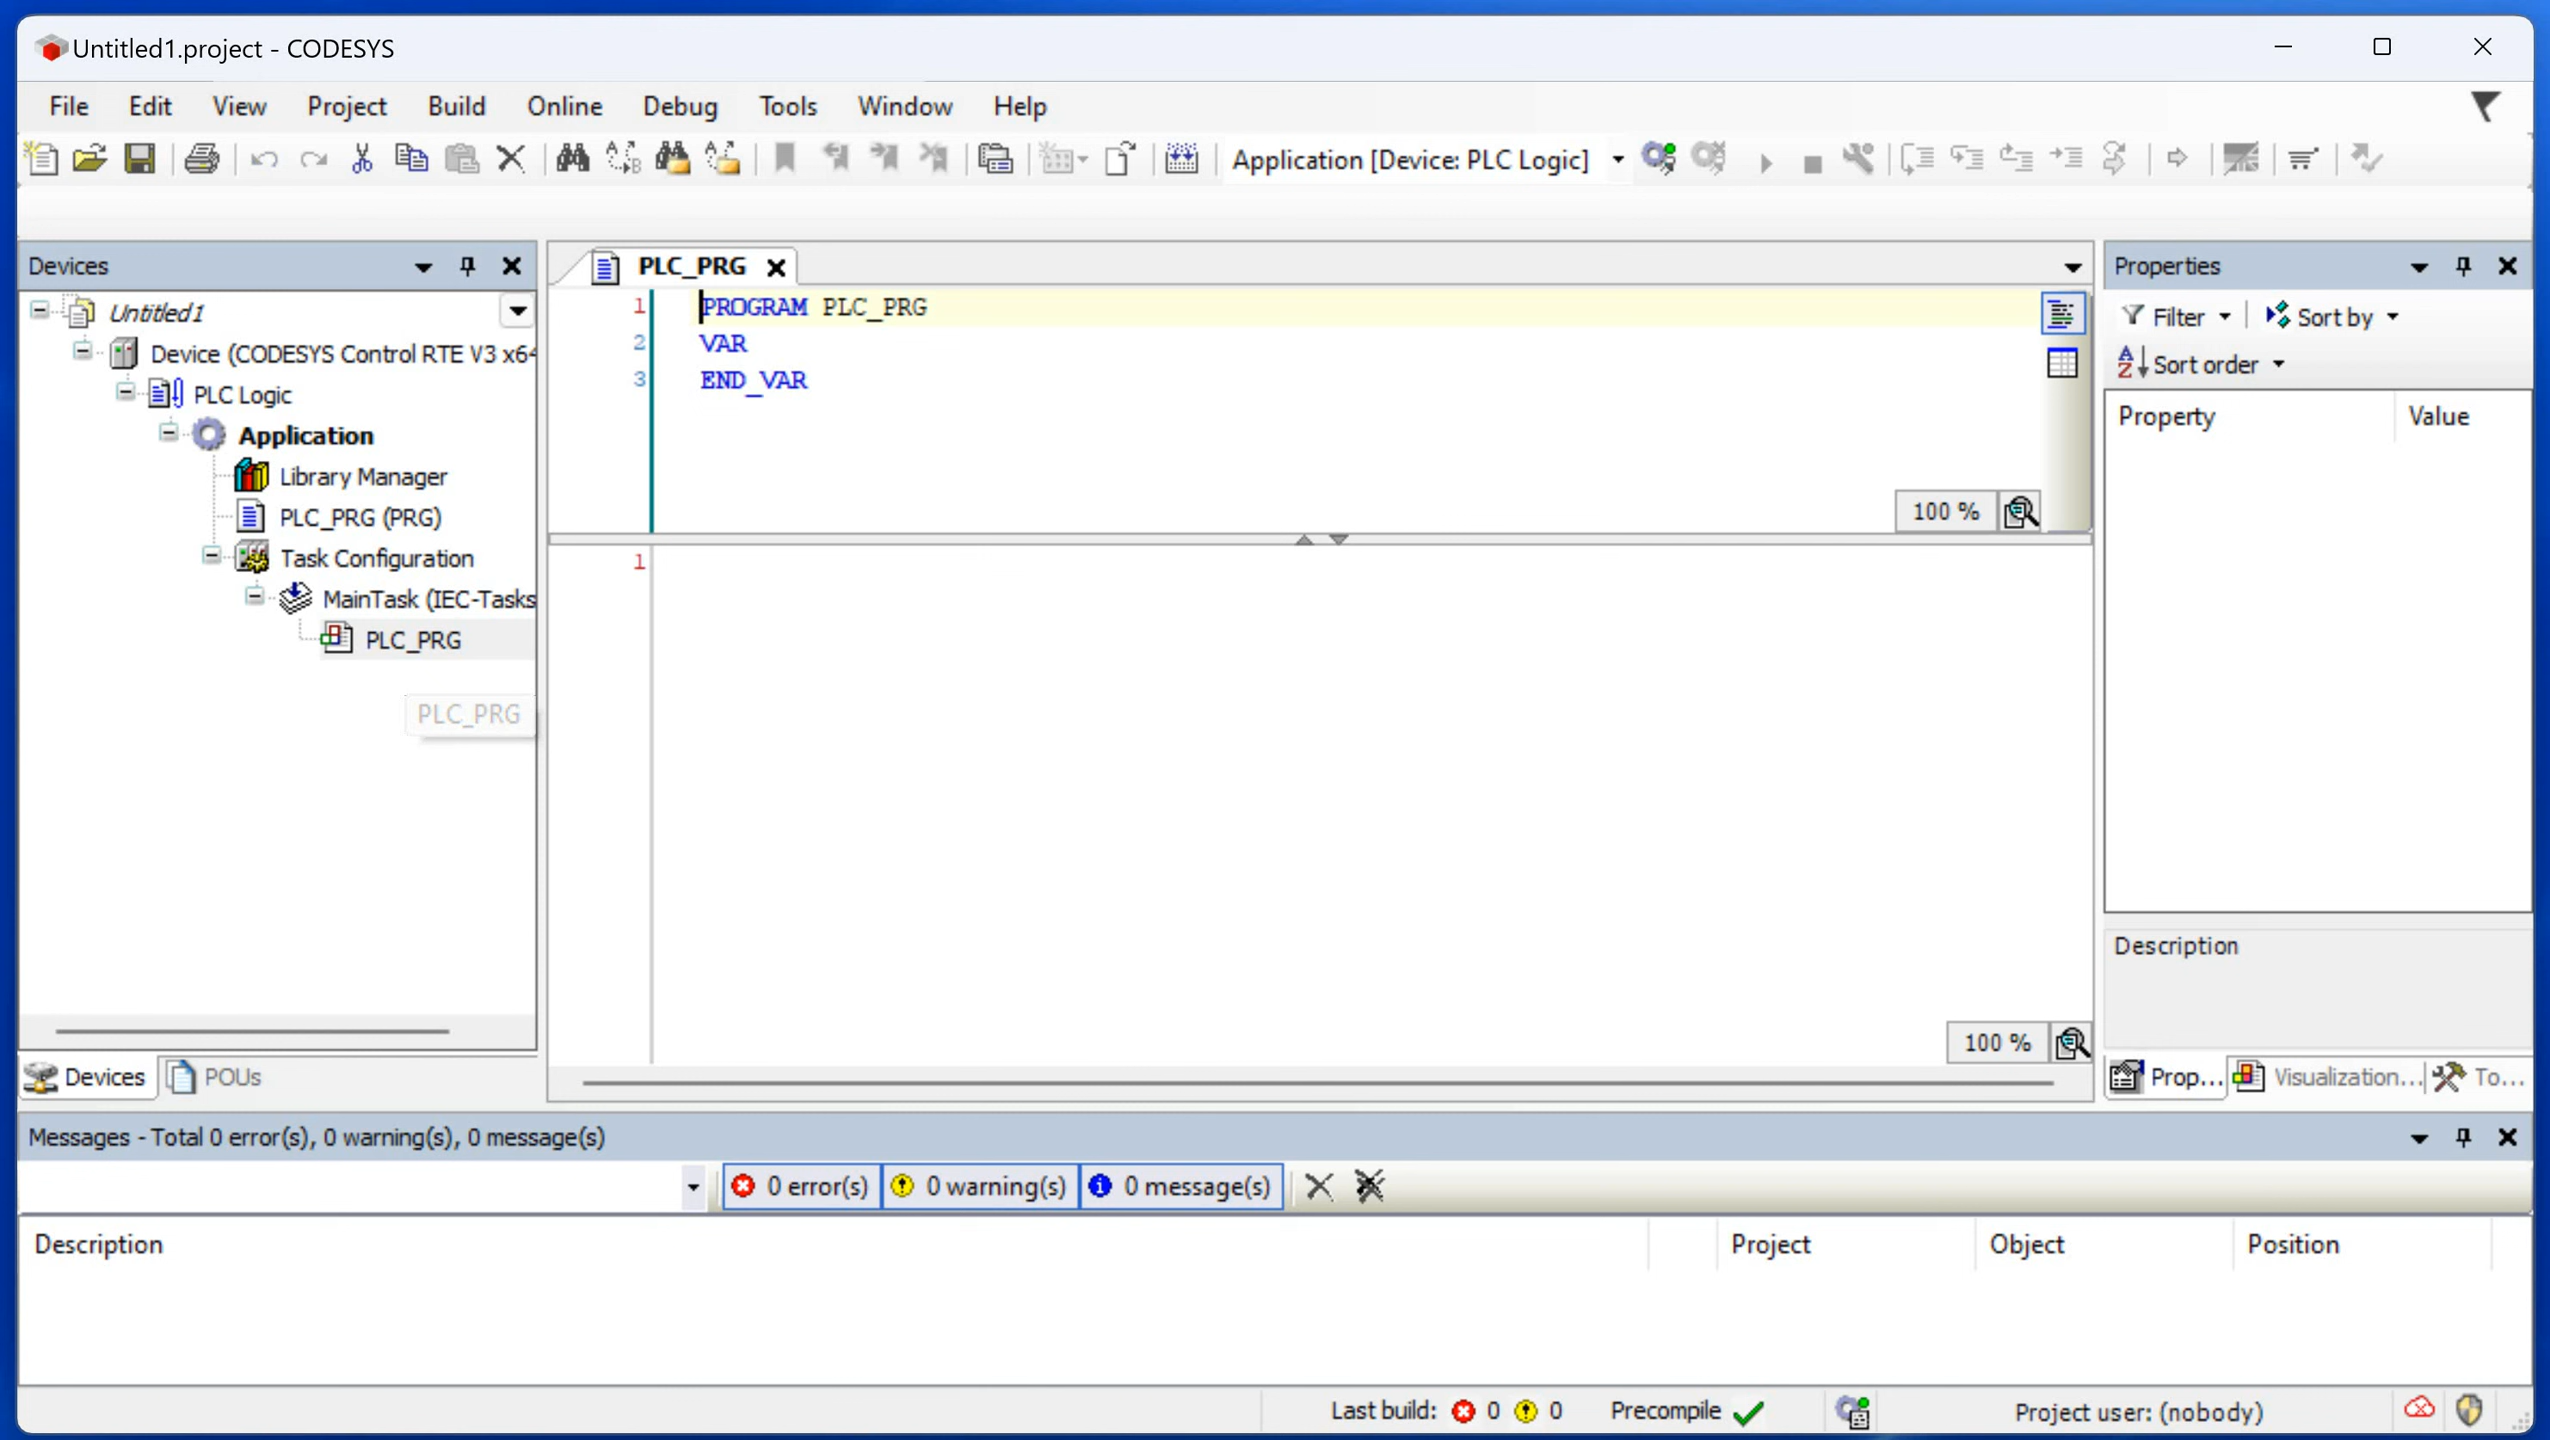 Untitled1.project - CODESYS
File Edit View Project Build Online Debug Tools Window Help
Application [Device: PLC Logic]
Devices
Untitled1
Device (CODESYS Control RTE V3 x64
PLC Logic
Application
Library Manager
PLC_PRG (PRG)
Task Configuration
MainTask (IEC-Tasks
PLC_PRG
PLC_PRG
Devices POUs
PLC_PRG
1 PROGRAM PLC_PRG
2 VAR
3 END_VAR
100 %
1
100 %
Properties
Filter Sort by
Sort order
Property Value
Description
Prop... Visualization... To...
Messages - Total 0 error(s), 0 warning(s), 0 message(s)
0 error(s) 0 warning(s) 0 message(s)
Description Project Object Position
Last build: 0 0 Precompile Project user: (nobody)